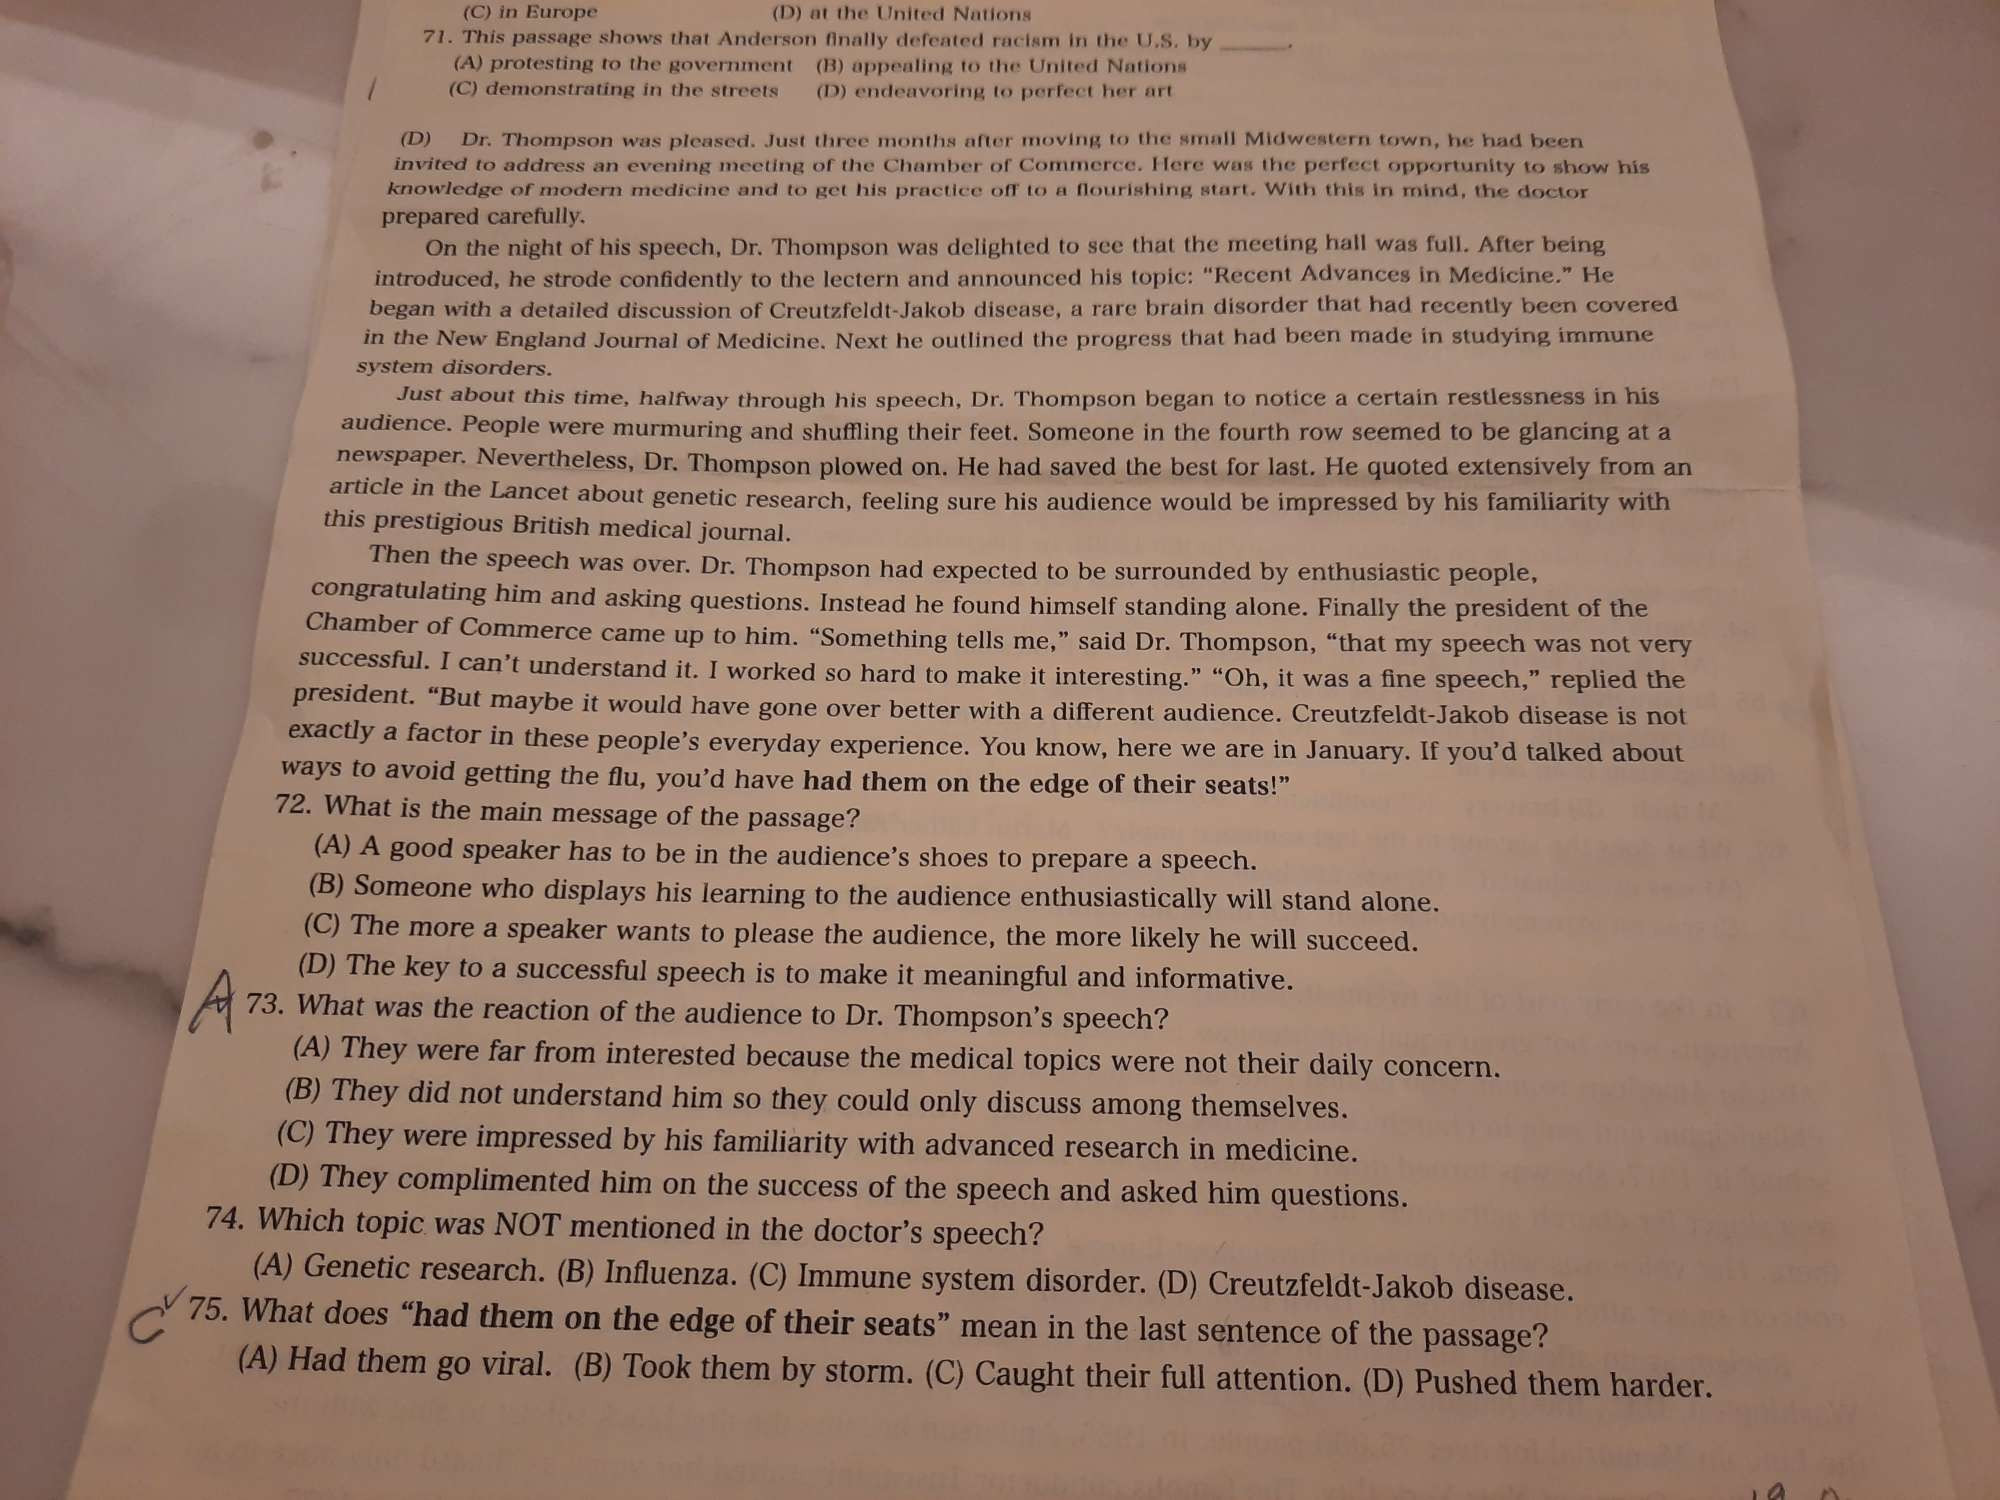 (C) in Europe (D) at the United Nations
71. This passage shows that Anderson finally defeated racism in the U.S. by ______.
(A) protesting to the government (B) appealing to the United Nations
(C) demonstrating in the streets (D) endeavoring to perfect her art
(D) Dr. Thompson was pleased. Just three months after moving to the small Midwestern town, he had been
invited to address an evening meeting of the Chamber of Commerce. Here was the perfect opportunity to show his
knowledge of modern medicine and to get his practice off to a flourishing start. With this in mind, the doctor
prepared carefully.
On the night of his speech, Dr. Thompson was delighted to see that the meeting hall was full. After being
introduced, he strode confidently to the lectern and announced his topic: “Recent Advances in Medicine.” He
began with a detailed discussion of Creutzfeldt-Jakob disease, a rare brain disorder that had recently been covered
in the New England Journal of Medicine. Next he outlined the progress that had been made in studying immune
system disorders.
Just about this time, halfway through his speech, Dr. Thompson began to notice a certain restlessness in his
audience. People were murmuring and shuffling their feet. Someone in the fourth row seemed to be glancing at a
newspaper. Nevertheless, Dr. Thompson plowed on. He had saved the best for last. He quoted extensively from an
article in the Lancet about genetic research, feeling sure his audience would be impressed by his familiarity with
this prestigious British medical journal.
Then the speech was over. Dr. Thompson had expected to be surrounded by enthusiastic people,
congratulating him and asking questions. Instead he found himself standing alone. Finally the president of the
Chamber of Commerce came up to him. “Something tells me,” said Dr. Thompson, “that my speech was not very
successful. I can’t understand it. I worked so hard to make it interesting.” “Oh, it was a fine speech,” replied the
president. “But maybe it would have gone over better with a different audience. Creutzfeldt-Jakob disease is not
exactly a factor in these people’s everyday experience. You know, here we are in January. If you’d talked about
ways to avoid getting the flu, you’d have had them on the edge of their seats!”
72. What is the main message of the passage?
(A) A good speaker has to be in the audience’s shoes to prepare a speech.
(B) Someone who displays his learning to the audience enthusiastically will stand alone.
(C) The more a speaker wants to please the audience, the more likely he will succeed.
(D) The key to a successful speech is to make it meaningful and informative.
A 73. What was the reaction of the audience to Dr. Thompson’s speech?
(A) They were far from interested because the medical topics were not their daily concern.
(B) They did not understand him so they could only discuss among themselves.
(C) They were impressed by his familiarity with advanced research in medicine.
(D) They complimented him on the success of the speech and asked him questions.
74. Which topic was NOT mentioned in the doctor’s speech?
(A) Genetic research. (B) Influenza. (C) Immune system disorder. (D) Creutzfeldt-Jakob disease.
C 75. What does “had them on the edge of their seats” mean in the last sentence of the passage?
(A) Had them go viral. (B) Took them by storm. (C) Caught their full attention. (D) Pushed them harder.